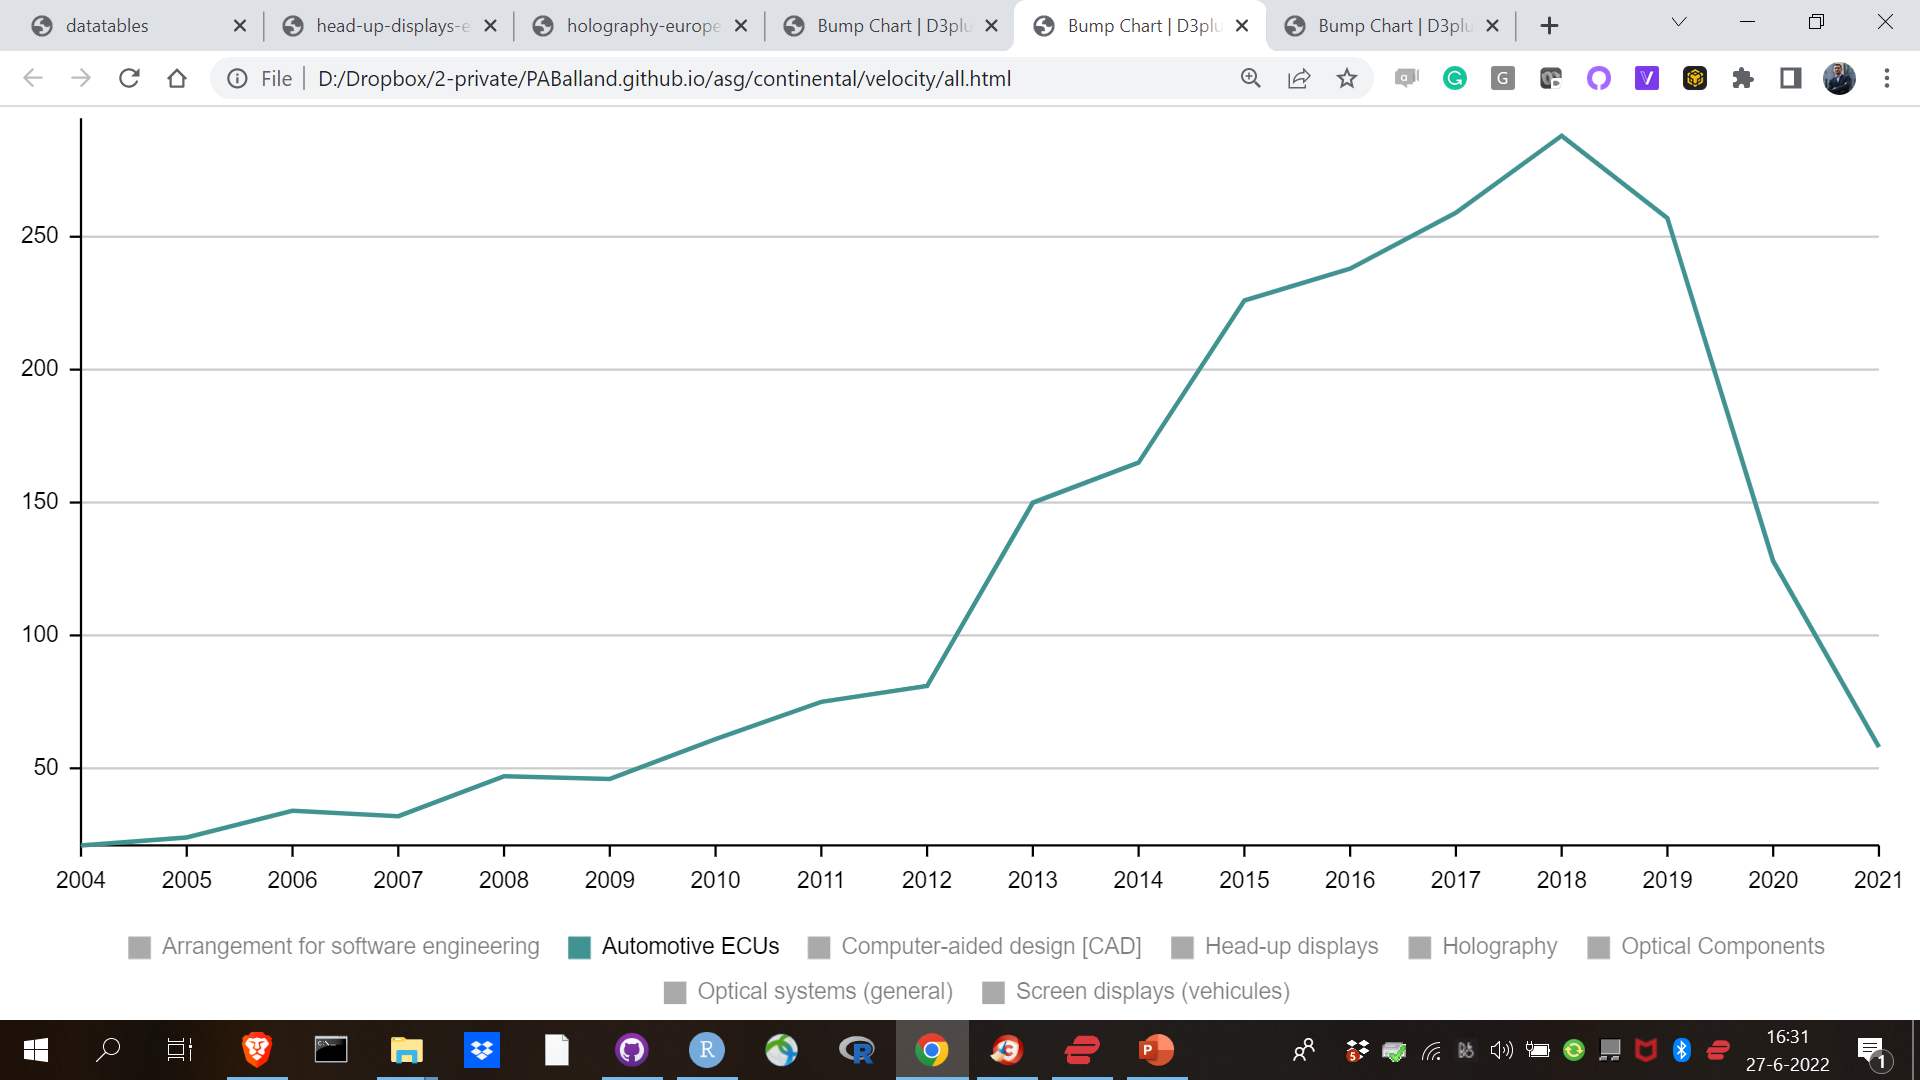 datatables
head-up-displays-e
holography-europe
Bump Chart | D3plu
Bump Chart | D3plu
Bump Chart | D3plu
File
D:/Dropbox/2-private/PABalland.github.io/asg/continental/velocity/all.html
250
200
150
100
50
2004 2005 2006 2007 2008 2009 2010 2011 2012 2013 2014 2015 2016 2017 2018 2019 2020 2021
Arrangement for software engineering Automotive ECUs Computer-aided design [CAD] Head-up displays Holography Optical Components
Optical systems (general) Screen displays (vehicules)
16:31
27-6-2022